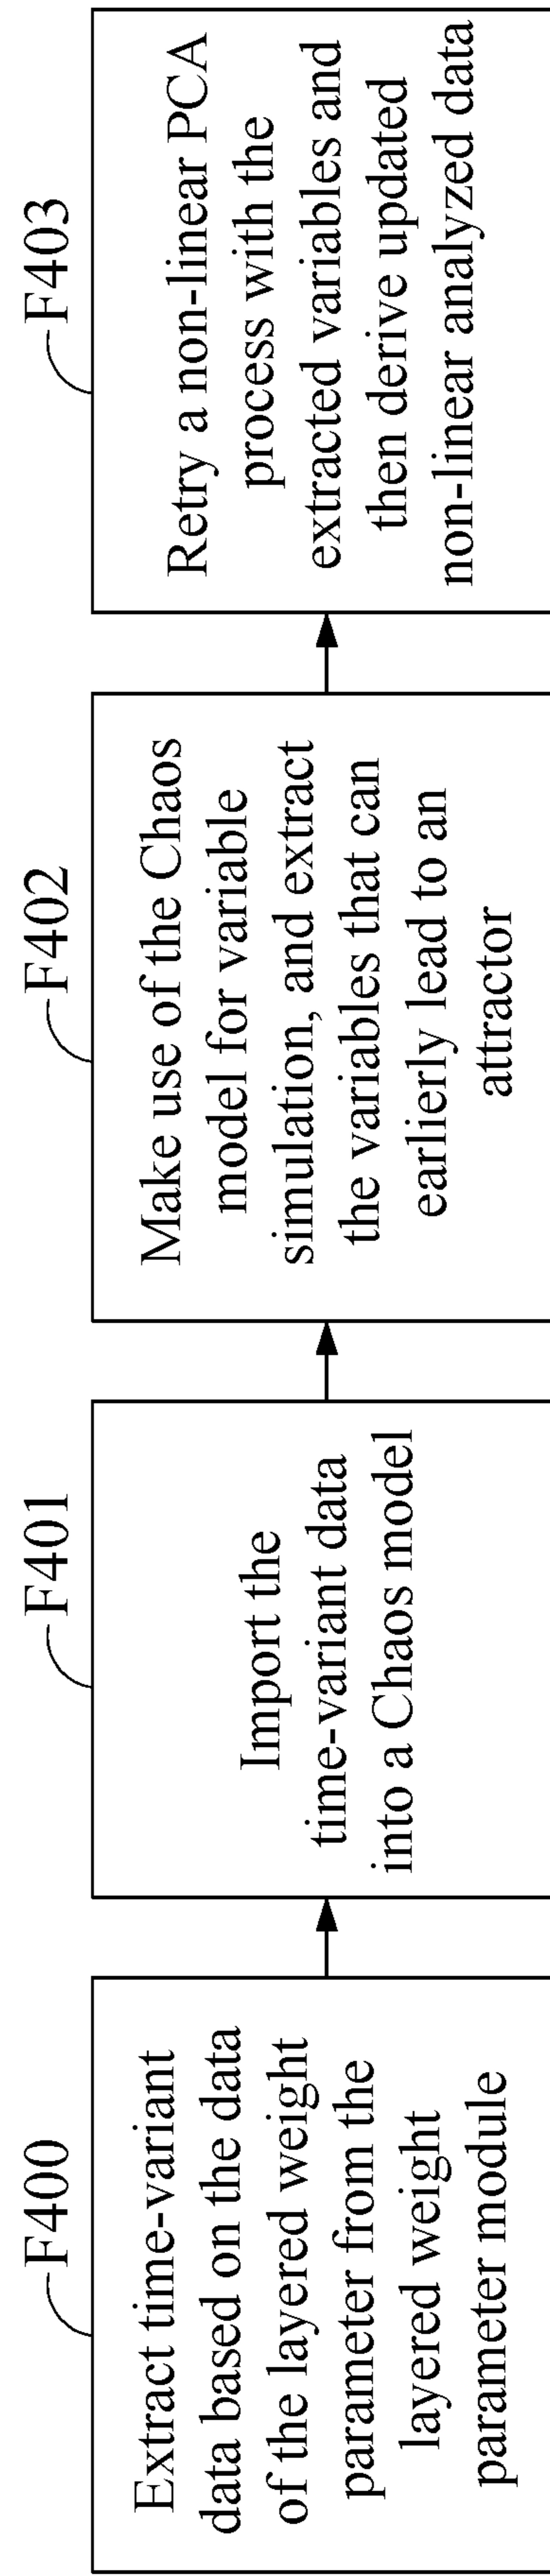 F400
Extract time-variant
data based on the data
of the layered weight
parameter from the
layered weight
parameter module
F401
Import the
time-variant data
into a Chaos model
F402
Make use of the Chaos
model for variable
simulation, and extract
the variables that can
earlierly lead to an
attractor
F403
Retry a non-linear PCA
process with the
extracted variables and
then derive updated
non-linear analyzed data